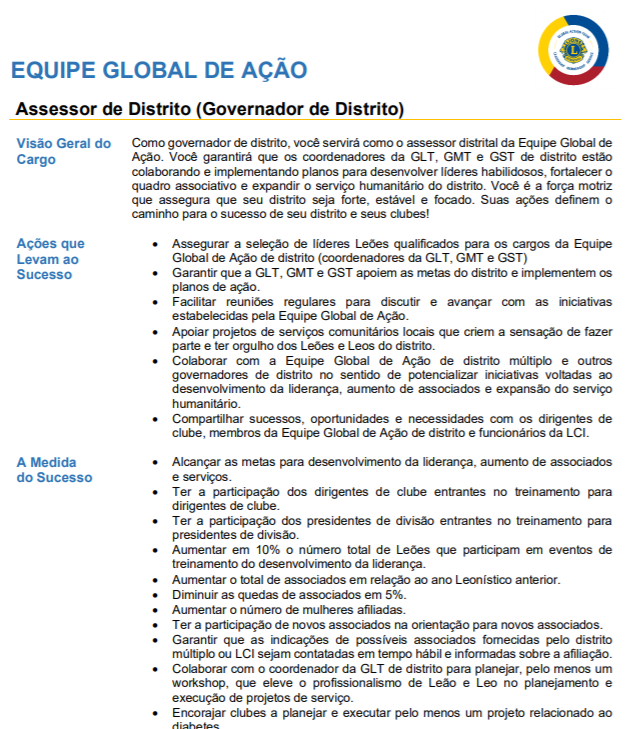 EQUIPE GLOBAL DE AÇÃO
Assessor de Distrito (Governador de Distrito)
Visão Geral do
Cargo
Como governador de distrito, você servirá como o assessor distrital da Equipe Global de
Ação. Você garantirá que os coordenadores da GLT, GMT e GST de distrito estão
colaborando e implementando planos para desenvolver líderes habilidosos, fortalecer o
quadro associativo e expandir o serviço humanitário do distrito. Você é a força motriz
que assegura que seu distrito seja forte, estável e focado. Suas ações definem o
caminho para o sucesso de seu distrito e seus clubes!
Ações que
Levam ao
Sucesso
• Assegurar a seleção de líderes Leões qualificados para os cargos da Equipe
Global de Ação de distrito (coordenadores da GLT, GMT e GST)
• Garantir que a GLT, GMT e GST apoiem as metas do distrito e implementem os
planos de ação.
• Facilitar reuniões regulares para discutir e avançar com as iniciativas
estabelecidas pela Equipe Global de Ação.
• Apoiar projetos de serviços comunitários locais que criem a sensação de fazer
parte e ter orgulho dos Leões e Leos do distrito.
• Colaborar com a Equipe Global de Ação de distrito múltiplo e outros
governadores de distrito no sentido de potencializar iniciativas voltadas ao
desenvolvimento da liderança, aumento de associados e expansão do serviço
humanitário.
• Compartilhar sucessos, oportunidades e necessidades com os dirigentes de
clube, membros da Equipe Global de Ação de distrito e funcionários da LCI.
A Medida
do Sucesso
• Alcançar as metas para desenvolvimento da liderança, aumento de associados
e serviços.
• Ter a participação dos dirigentes de clube entrantes no treinamento para
dirigentes de clube.
• Ter a participação dos presidentes de divisão entrantes no treinamento para
presidentes de divisão.
• Aumentar em 10% o número total de Leões que participam em eventos de
treinamento do desenvolvimento da liderança.
• Aumentar o total de associados em relação ao ano Leonístico anterior.
• Diminuir as quedas de associados em 5%.
• Aumentar o número de mulheres afiliadas.
• Ter a participação de novos associados na orientação para novos associados.
• Garantir que as indicações de possíveis associados fornecidas pelo distrito
múltiplo ou LCI sejam contatadas em tempo hábil e informadas sobre a afiliação.
• Colaborar com o coordenador da GLT de distrito para planejar, pelo menos um
workshop, que eleve o profissionalismo de Leão e Leo no planejamento e
execução de projetos de serviço.
• Encorajar clubes a planejar e executar pelo menos um projeto relacionado ao
diabetes